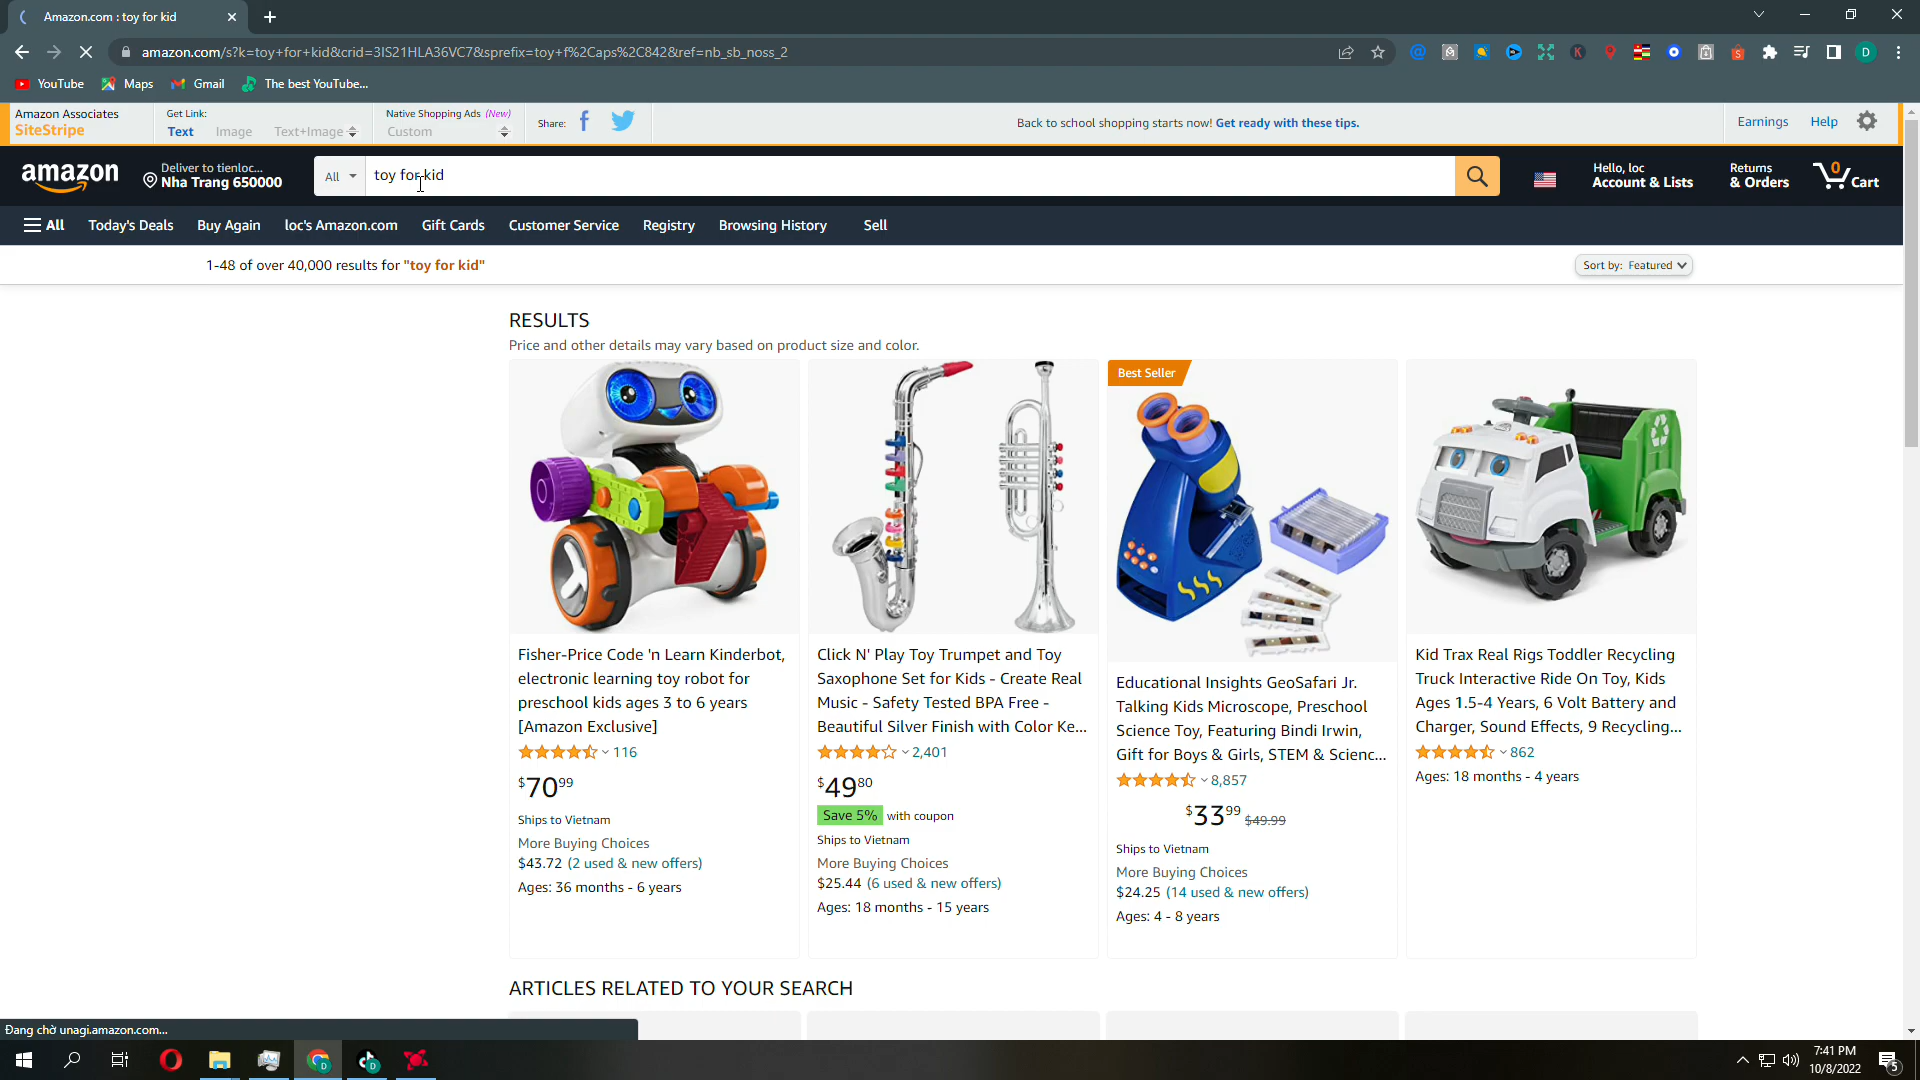 Amazon.com : toy for kid
amazon.com/s?k=toy+for+kid&crid=3IS21HLA36VC7&sprefix=toy+f%2Caps%2C842&ref=nb_sb_noss_2
YouTube
Maps
Gmail
The best YouTube...
Amazon Associates
SiteStripe
Get Link:
Text
Image
Text+Image
Native Shopping Ads (New)
Custom
Share:
Back to school shopping starts now! Get ready with these tips.
Earnings
Help
amazon
Deliver to tienloc...
Nha Trang 650000
All
toy for kid
Hello, loc
Account & Lists
Returns
& Orders
0
Cart
All
Today's Deals
Buy Again
loc's Amazon.com
Gift Cards
Customer Service
Registry
Browsing History
Sell
1-48 of over 40,000 results for "toy for kid"
Sort by: Featured
RESULTS
Price and other details may vary based on product size and color.
Fisher-Price Code 'n Learn Kinderbot,
electronic learning toy robot for
preschool kids ages 3 to 6 years
[Amazon Exclusive]
116
$70 99
Ships to Vietnam
More Buying Choices
$43.72 (2 used & new offers)
Ages: 36 months - 6 years
Click N' Play Toy Trumpet and Toy
Saxophone Set for Kids - Create Real
Music - Safety Tested BPA Free -
Beautiful Silver Finish with Color Ke...
2,401
$49 80
Save 5% with coupon
Ships to Vietnam
More Buying Choices
$25.44 (6 used & new offers)
Ages: 18 months - 15 years
Best Seller
Educational Insights GeoSafari Jr.
Talking Kids Microscope, Preschool
Science Toy, Featuring Bindi Irwin,
Gift for Boys & Girls, STEM & Scienc...
8,857
$33 99 $49.99
Ships to Vietnam
More Buying Choices
$24.25 (14 used & new offers)
Ages: 4 - 8 years
Kid Trax Real Rigs Toddler Recycling
Truck Interactive Ride On Toy, Kids
Ages 1.5-4 Years, 6 Volt Battery and
Charger, Sound Effects, 9 Recycling...
862
Ages: 18 months - 4 years
ARTICLES RELATED TO YOUR SEARCH
Đang chờ unagi.amazon.com...
7:41 PM
10/8/2022
5